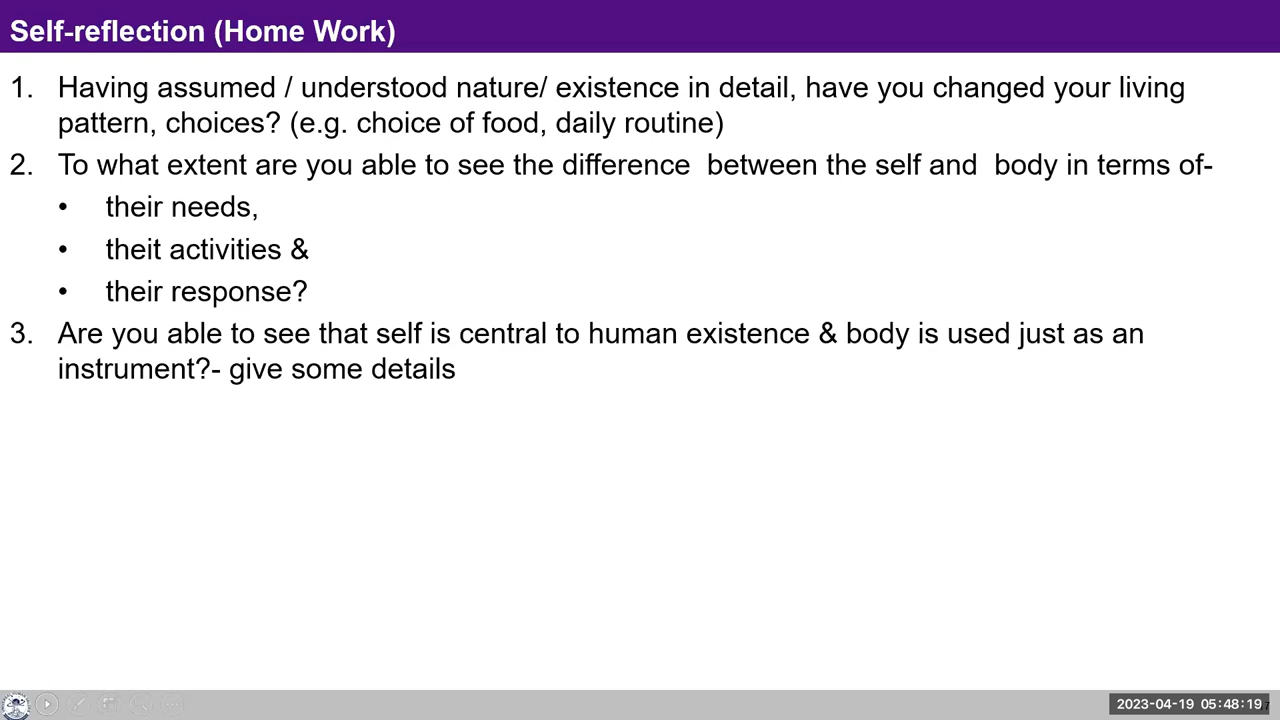 Self-reflection (Home Work)
1. Having assumed / understood nature/ existence in detail, have you changed your living
pattern, choices? (e.g. choice of food, daily routine)
2. To what extent are you able to see the difference  between the self and  body in terms of-
• their needs,
• theit activities &
• their response?
3. Are you able to see that self is central to human existence & body is used just as an
instrument?- give some details
2023-04-19 05:48:19